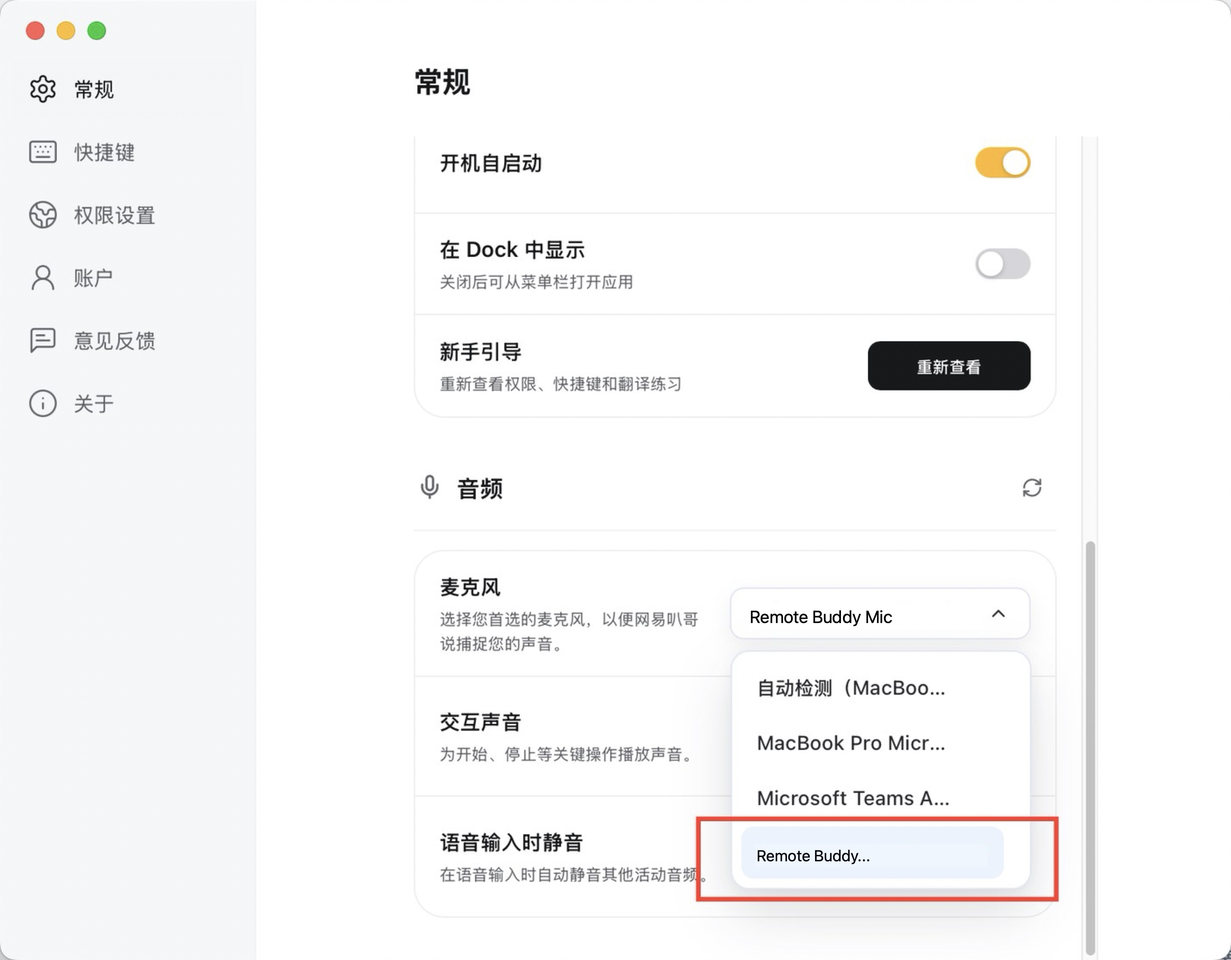 常规
快捷键
权限设置
账户
意见反馈
关于
常规
开机自启动
在 Dock 中显示
关闭后可从菜单栏打开应用
新手引导
重新查看权限、快捷键和翻译练习
重新查看
音频
麦克风
选择您首选的麦克风，以便网易叭哥
说捕捉您的声音。
Remote Buddy Mic
自动检测（MacBoo...
MacBook Pro Micr...
Microsoft Teams A...
Remote Buddy...
交互声音
为开始、停止等关键操作播放声音。
语音输入时静音
在语音输入时自动静音其他活动音频。